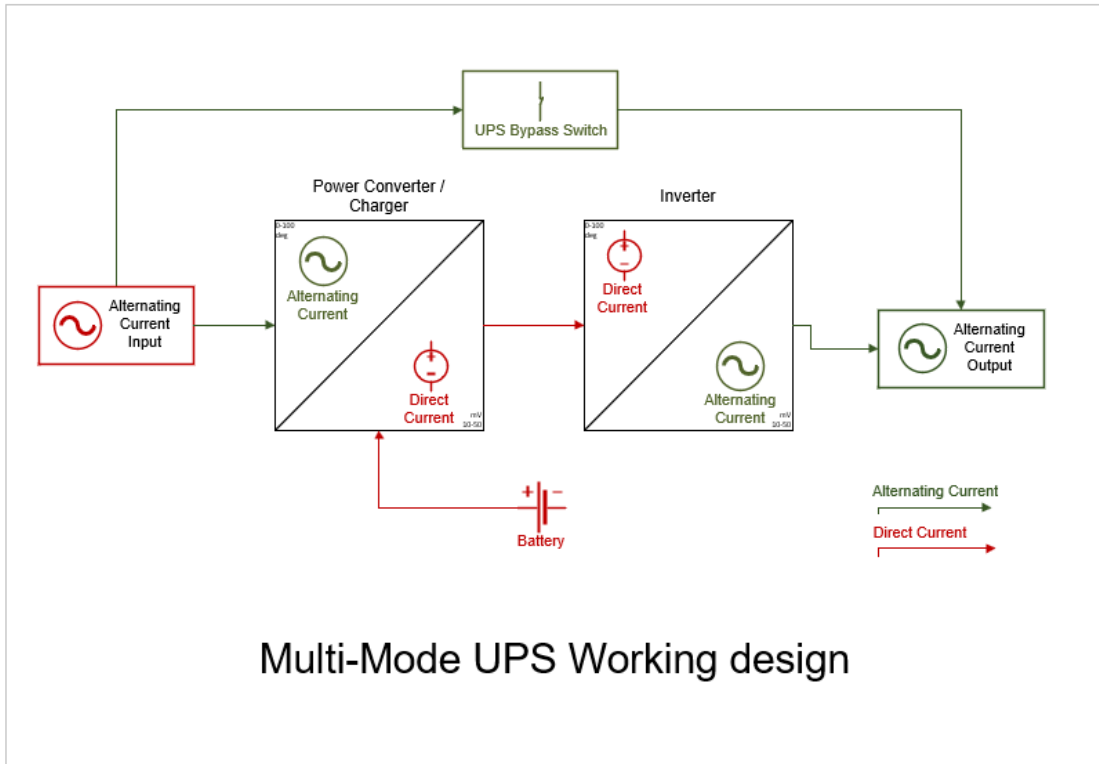 UPS Bypass Switch
Power Converter /
Charger
Inverter
0-100
deg
Alternating
Current
Direct
Current
mV
10-50
0-100
deg
Direct
Current
Alternating
Current
mV
10-50
Alternating
Current
Input
Alternating
Current
Output
+ −
Battery
Alternating Current
Direct Current
Multi-Mode UPS Working design